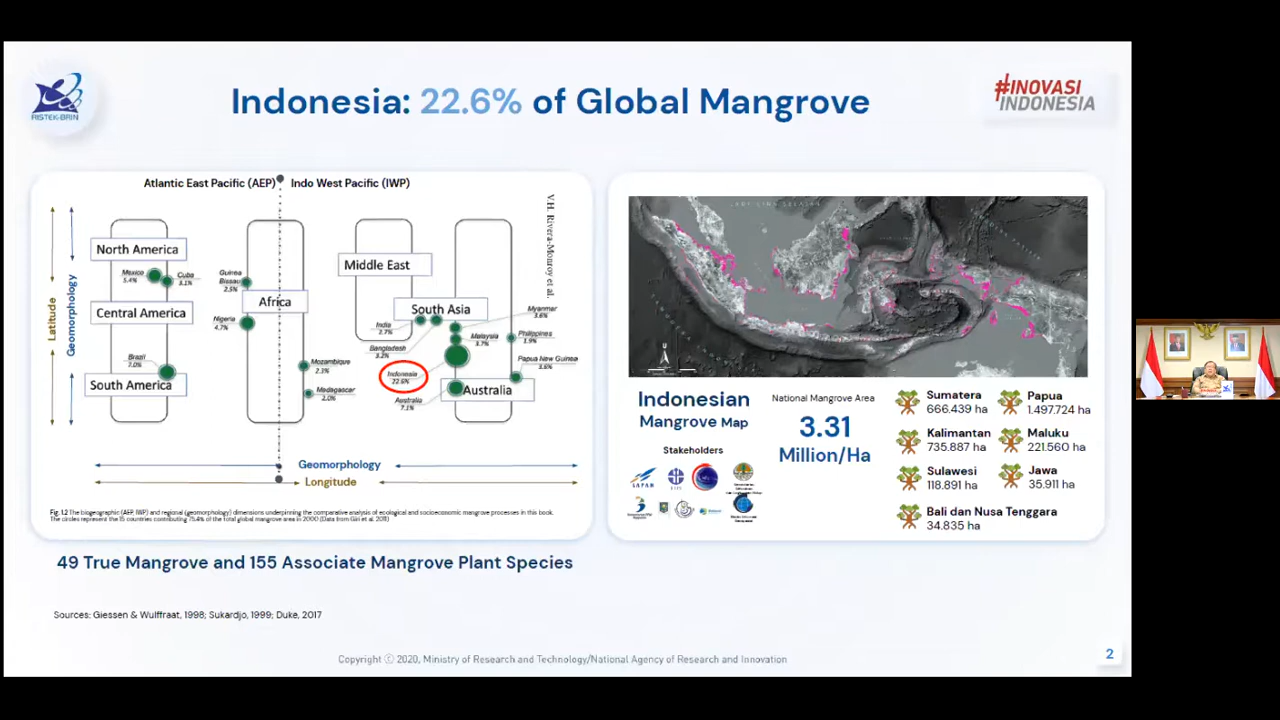 Indonesia: 22.6% of Global Mangrove
RISTEK-BRIN
#INOVASI
INDONESIA
Atlantic East Pacific (AEP)
Indo West Pacific (IWP)
V.H. Rivera-Monroy et al.
Latitude
Geomorphology
North America
Mexico
5.4%
Cuba
3.1%
Central America
Brazil
7.0%
South America
Guinea
Bissau
2.5%
Africa
Nigeria
4.7%
Mozambique
2.3%
Madagascar
2.0%
Middle East
South Asia
India
2.7%
Bangladesh
3.2%
Myanmar
3.6%
Malaysia
3.7%
Philippines
1.9%
Indonesia
22.6%
Papua New Guinea
3.6%
Australia
7.1%
Australia
Geomorphology
Longitude
Fig. 1.2 The biogeographic (AEP, IWP) and regional (geomorphology) dimensions underpinning the comparative analysis of ecological and socioeconomic mangrove processes in this book.
The circles represent the 15 countries contributing 75.4% of the total global mangrove area in 2000 (Data from Giri et al. 2011)
Indonesian
Mangrove Map
Stakeholders
LAPAN
National Mangrove Area
3.31
Million/Ha
Sumatera
666.439 ha
Papua
1.497.724 ha
Kalimantan
735.887 ha
Maluku
221.560 ha
Sulawesi
118.891 ha
Jawa
35.911 ha
Bali dan Nusa Tenggara
34.835 ha
49 True Mangrove and 155 Associate Mangrove Plant Species
Sources: Giessen & Wulffraat, 1998; Sukardjo, 1999; Duke, 2017
Copyright ⓒ 2020, Ministry of Research and Technology/National Agency of Research and Innovation
2